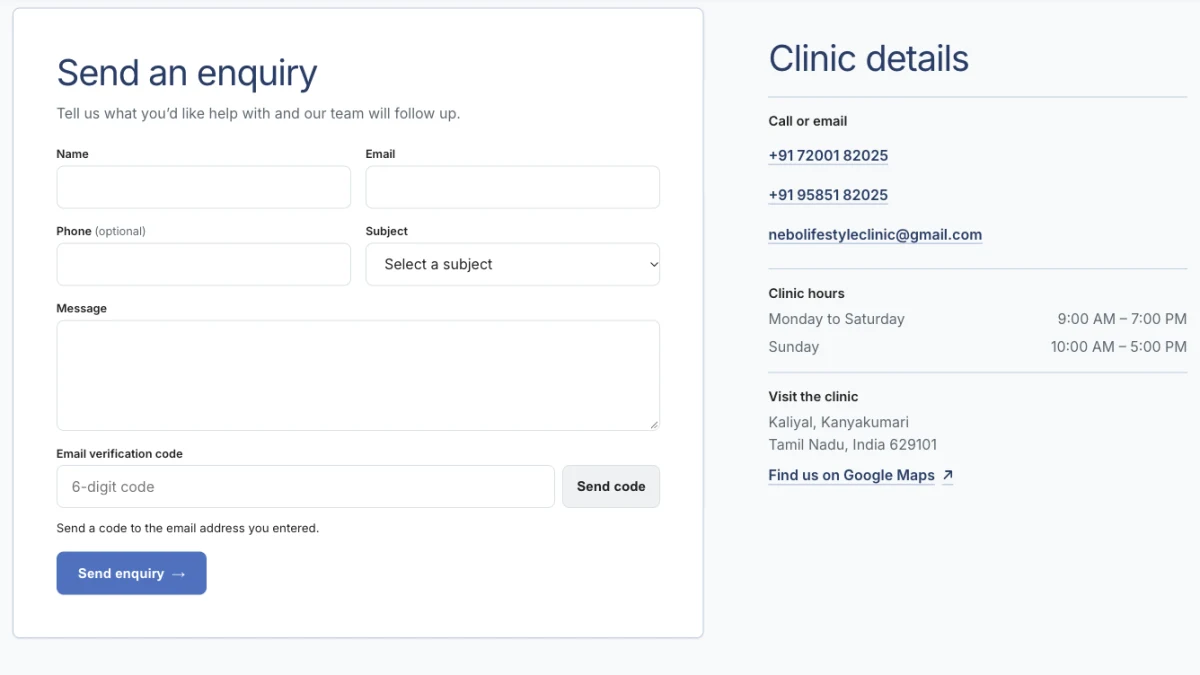 Send an enquiry
Tell us what you’d like help with and our team will follow up.
Name
Email
Phone (optional)
Subject
Select a subject
Message
Email verification code
6-digit code
Send code
Send a code to the email address you entered.
Send enquiry →
Clinic details
Call or email
+91 72001 82025
+91 95851 82025
nebolifestyleclinic@gmail.com
Clinic hours
Monday to Saturday 9:00 AM – 7:00 PM
Sunday 10:00 AM – 5:00 PM
Visit the clinic
Kaliyal, Kanyakumari
Tamil Nadu, India 629101
Find us on Google Maps ↗